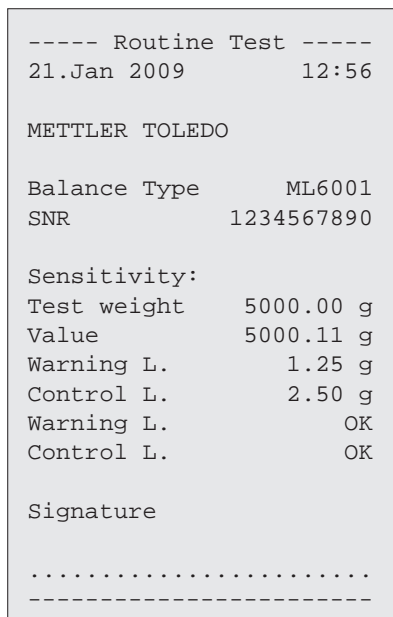 ----- Routine Test -----
21.Jan 2009 12:56
METTLER TOLEDO
Balance Type ML6001
SNR 1234567890
Sensitivity:
Test weight 5000.00 g
Value 5000.11 g
Warning L. 1.25 g
Control L. 2.50 g
Warning L. OK
Control L. OK
Signature
........................
------------------------